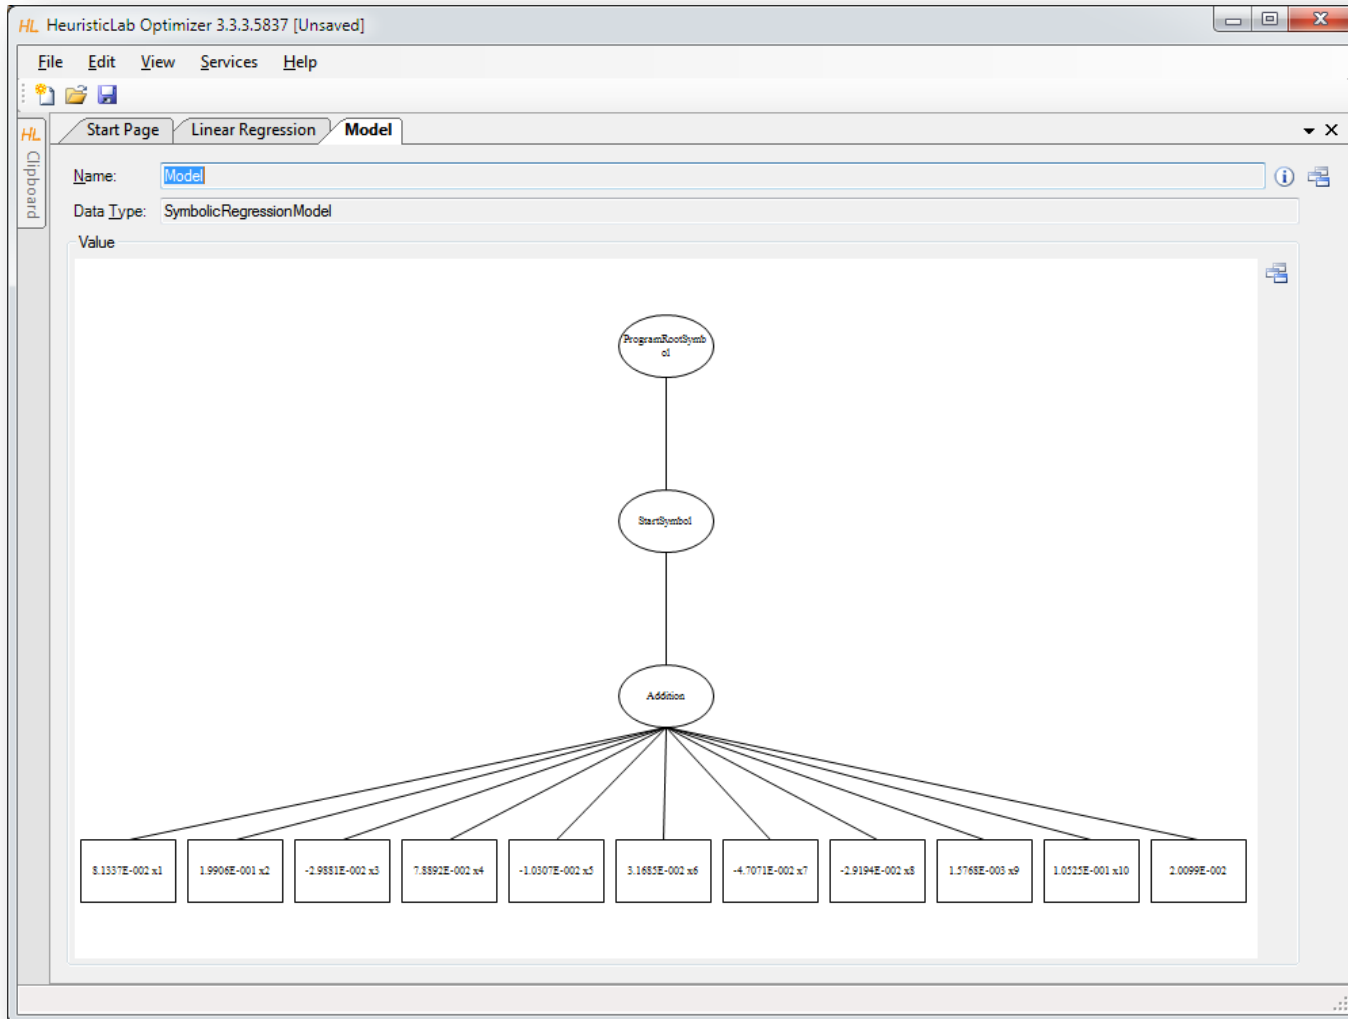 HL HeuristicLab Optimizer 3.3.3.5837 [Unsaved]
File Edit View Services Help
HL Clipboard
Start Page Linear Regression Model
Name: Model
Data Type: SymbolicRegressionModel
Value
ProgramRootSymb
ol
StartSymbol
Addition
8.1337E-002 x1 1.9906E-001 x2 -2.9881E-002 x3 7.8892E-002 x4 -1.0307E-002 x5 3.1685E-002 x6 -4.7071E-002 x7 -2.9194E-002 x8 1.5768E-003 x9 1.0525E-001 x10 2.0099E-002